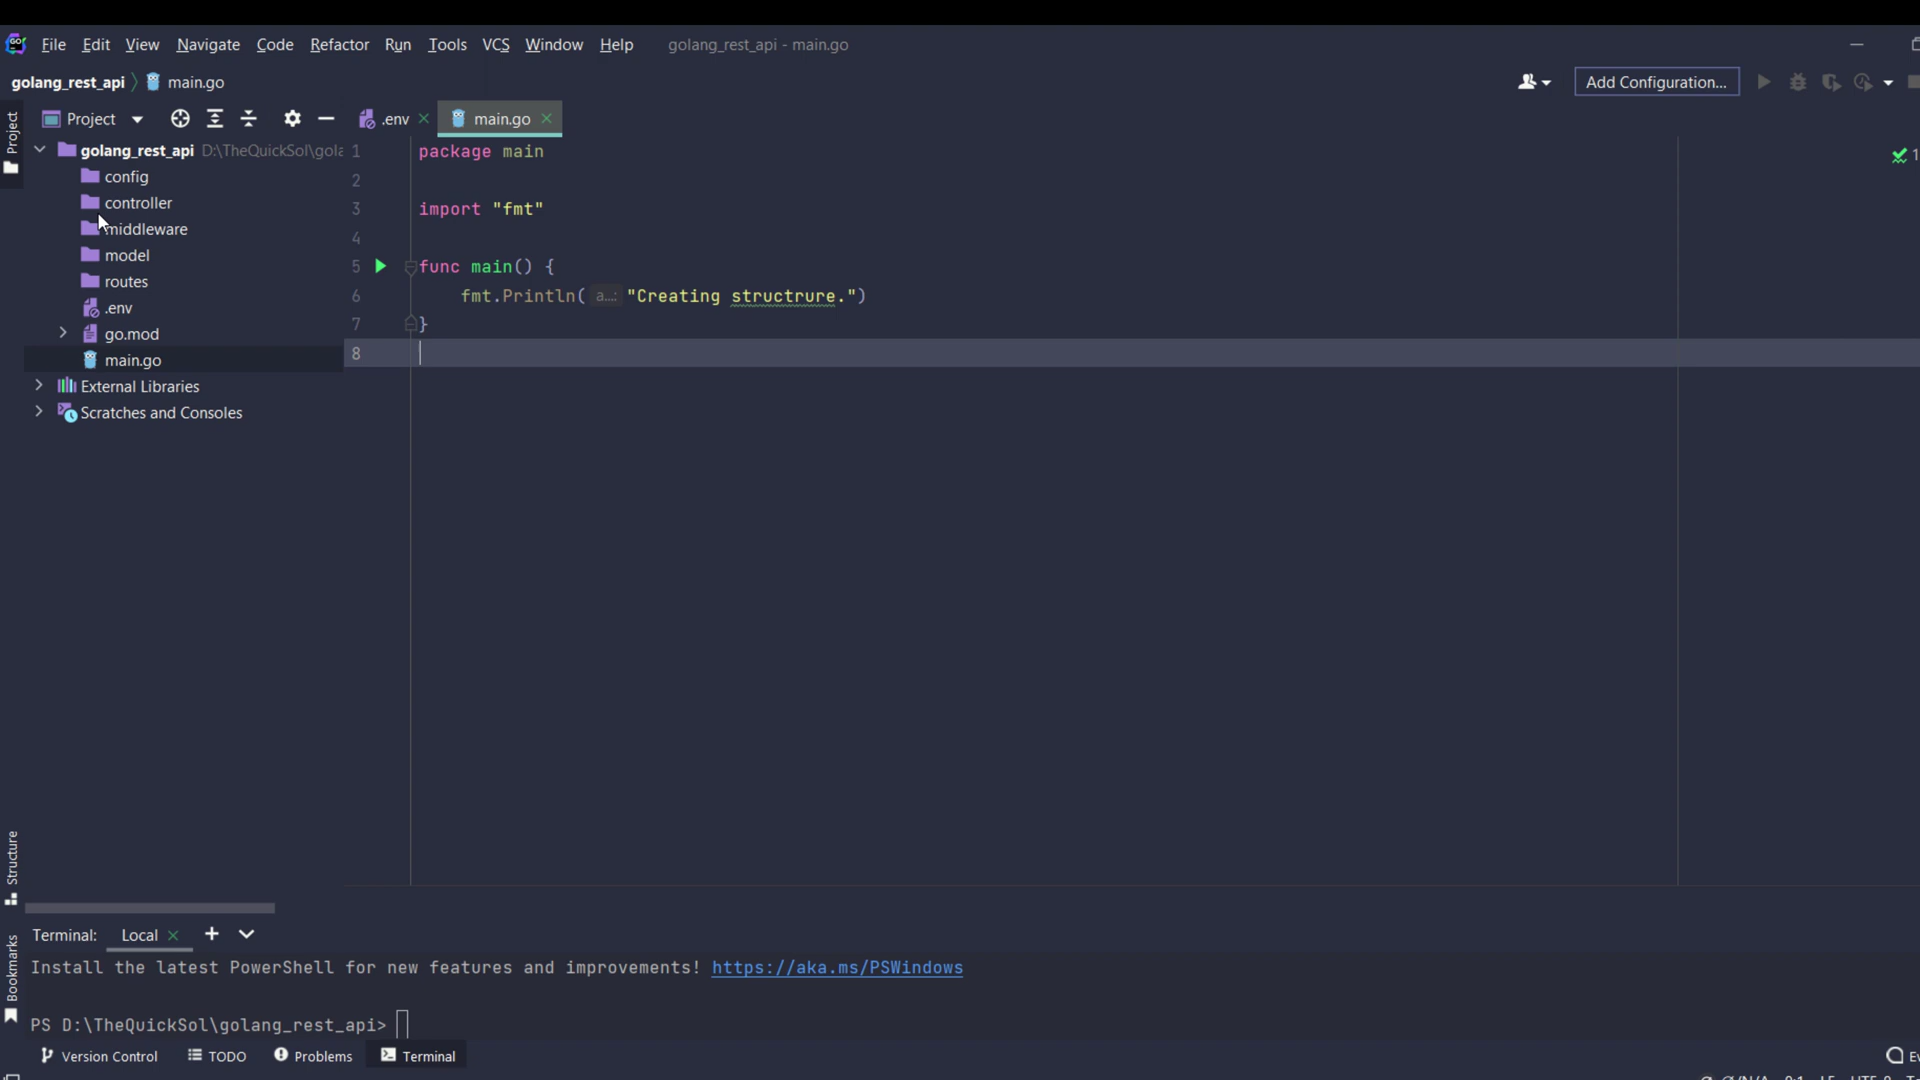 File Edit View Navigate Code Refactor Run Tools VCS Window Help golang_rest_api - main.go
golang_rest_api main.go Add Configuration...
Project
Project .env main.go
golang_rest_api D:\TheQuickSol\gola
config
controller
middleware
model
routes
.env
go.mod
main.go
External Libraries
Scratches and Consoles
1 package main
2
3 import "fmt"
4
5 func main() {
6 fmt.Println( a...: "Creating structrure.")
7 }
8
1
Structure
Bookmarks
Terminal: Local
Install the latest PowerShell for new features and improvements! https://aka.ms/PSWindows
PS D:\TheQuickSol\golang_rest_api>
Version Control TODO Problems Terminal